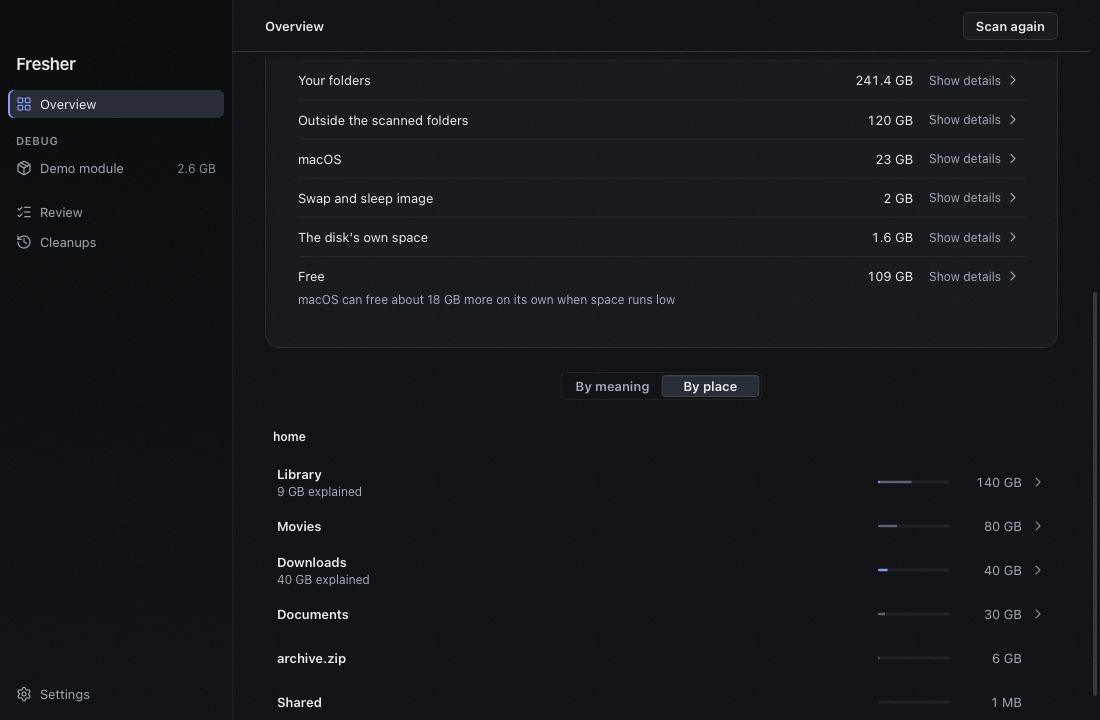 Overview
Scan again
Fresher
Overview
DEBUG
Demo module 2.6 GB
Review
Cleanups
Settings
Your folders 241.4 GB Show details
Outside the scanned folders 120 GB Show details
macOS 23 GB Show details
Swap and sleep image 2 GB Show details
The disk's own space 1.6 GB Show details
Free 109 GB Show details
macOS can free about 18 GB more on its own when space runs low
By meaning By place
home
Library 140 GB
9 GB explained
Movies 80 GB
Downloads 40 GB
40 GB explained
Documents 30 GB
archive.zip 6 GB
Shared 1 MB